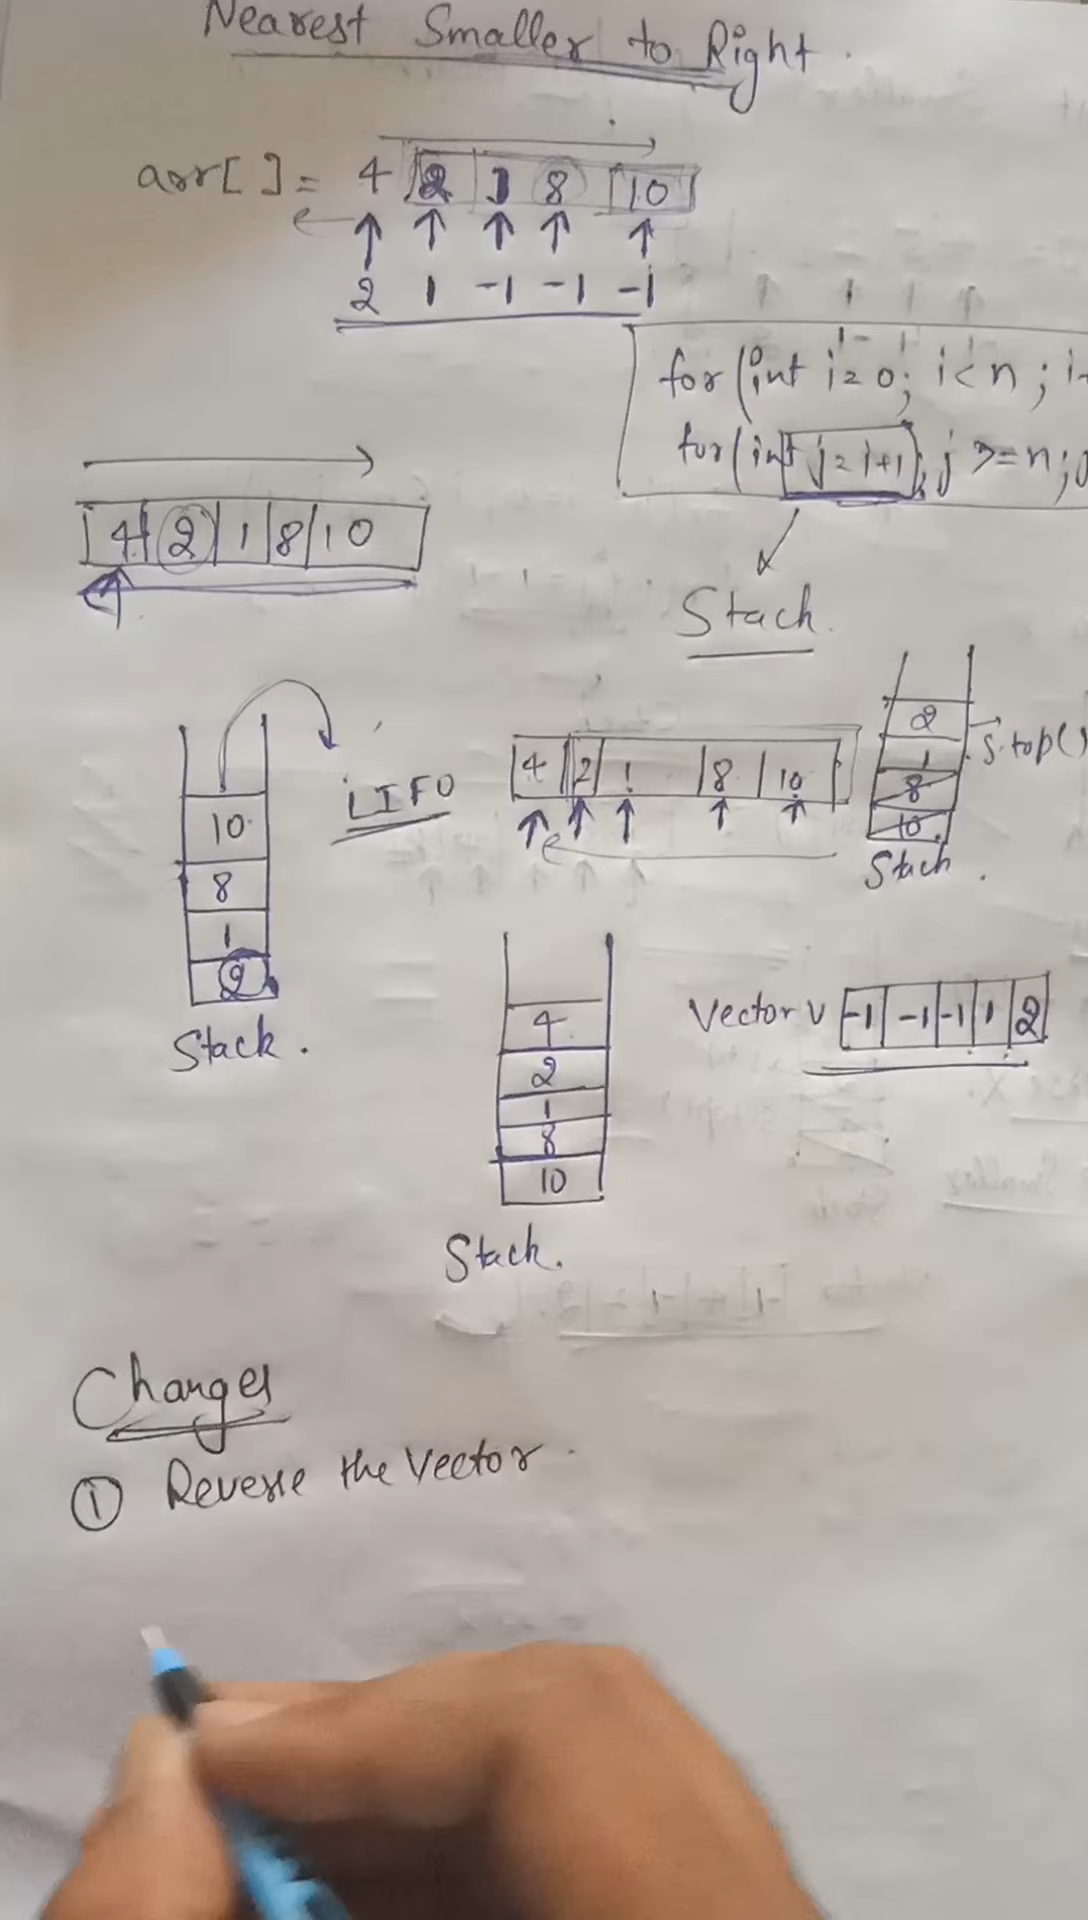 Nearest Smaller to Right.
arr[ ] = 4 2 1 8 10
2 1 -1 -1 -1
for (int i = 0; i < n ; i
for (int j = i+1; j >= n; j
4 2 1 8 10
Stack.
10
8
1
2
Stack.
LIFO
4 2 1 8 10
2
1
8
10
Stack.
s.top()
4
2
1
8
10
Stack.
Vector v -1 -1 -1 1 2
Changes
① Reverse the Vector.